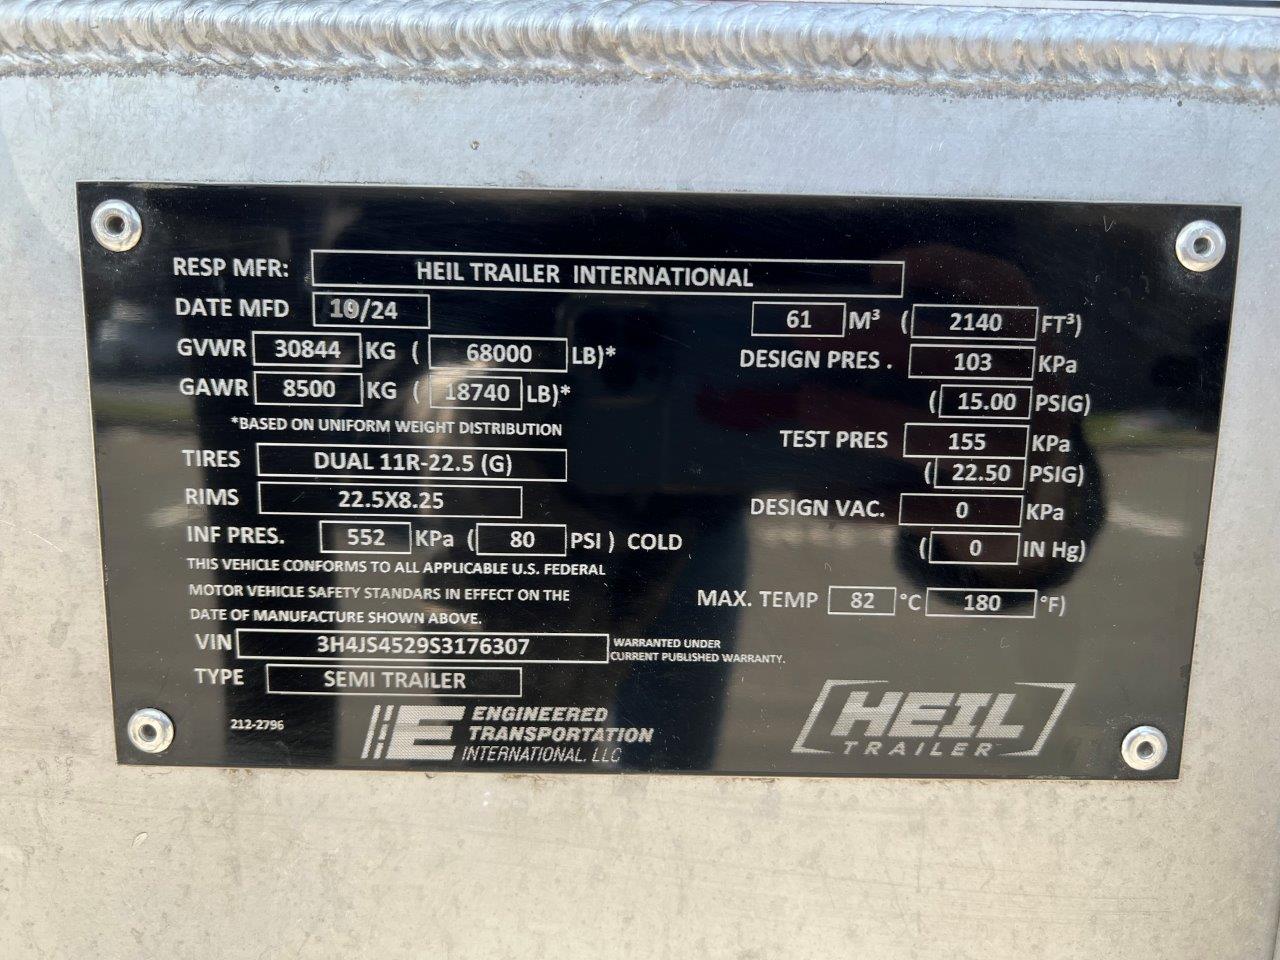 RESP MFR: HEIL TRAILER INTERNATIONAL
DATE MFD 10/24
61 M³ ( 2140 FT³)
GVWR 30844 KG ( 68000 LB)*
DESIGN PRES . 103 KPa
GAWR 8500 KG ( 18740 LB)*
( 15.00 PSIG)
*BASED ON UNIFORM WEIGHT DISTRIBUTION
TEST PRES 155 KPa
TIRES DUAL 11R-22.5 (G)
( 22.50 PSIG)
RIMS 22.5X8.25
DESIGN VAC. 0 KPa
INF PRES. 552 KPa ( 80 PSI ) COLD
( 0 IN Hg)
THIS VEHICLE CONFORMS TO ALL APPLICABLE U.S. FEDERAL
MOTOR VEHICLE SAFETY STANDARS IN EFFECT ON THE
DATE OF MANUFACTURE SHOWN ABOVE.
MAX. TEMP 82 °C 180 °F)
VIN 3H4JS4529S3176307
WARRANTED UNDER
CURRENT PUBLISHED WARRANTY.
TYPE SEMI TRAILER
212-2796
E ENGINEERED
TRANSPORTATION
INTERNATIONAL, LLC
HEIL
TRAILER